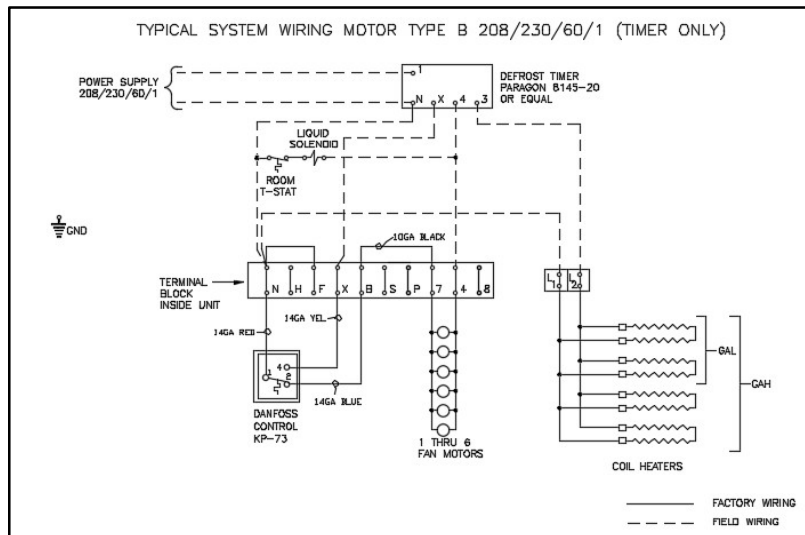 TYPICAL SYSTEM WIRING MOTOR TYPE B 208/230/60/1 (TIMER ONLY)
POWER SUPPLY
208/230/60/1
1
N X 4 3
DEFROST TIMER
PARAGON 8145-20
OR EQUAL
LIQUID
SOLENOID
ROOM
T-STAT
GND
10GA BLACK
TERMINAL
BLOCK
INSIDE UNIT
N H F X B S P 7 4 8
L1 L2
14GA RED
14GA YEL
14GA BLUE
1 4 2
DANFOSS
CONTROL
KP-73
1 THRU 6
FAN MOTORS
GAL
GAH
COIL HEATERS
FACTORY WIRING
FIELD WIRING